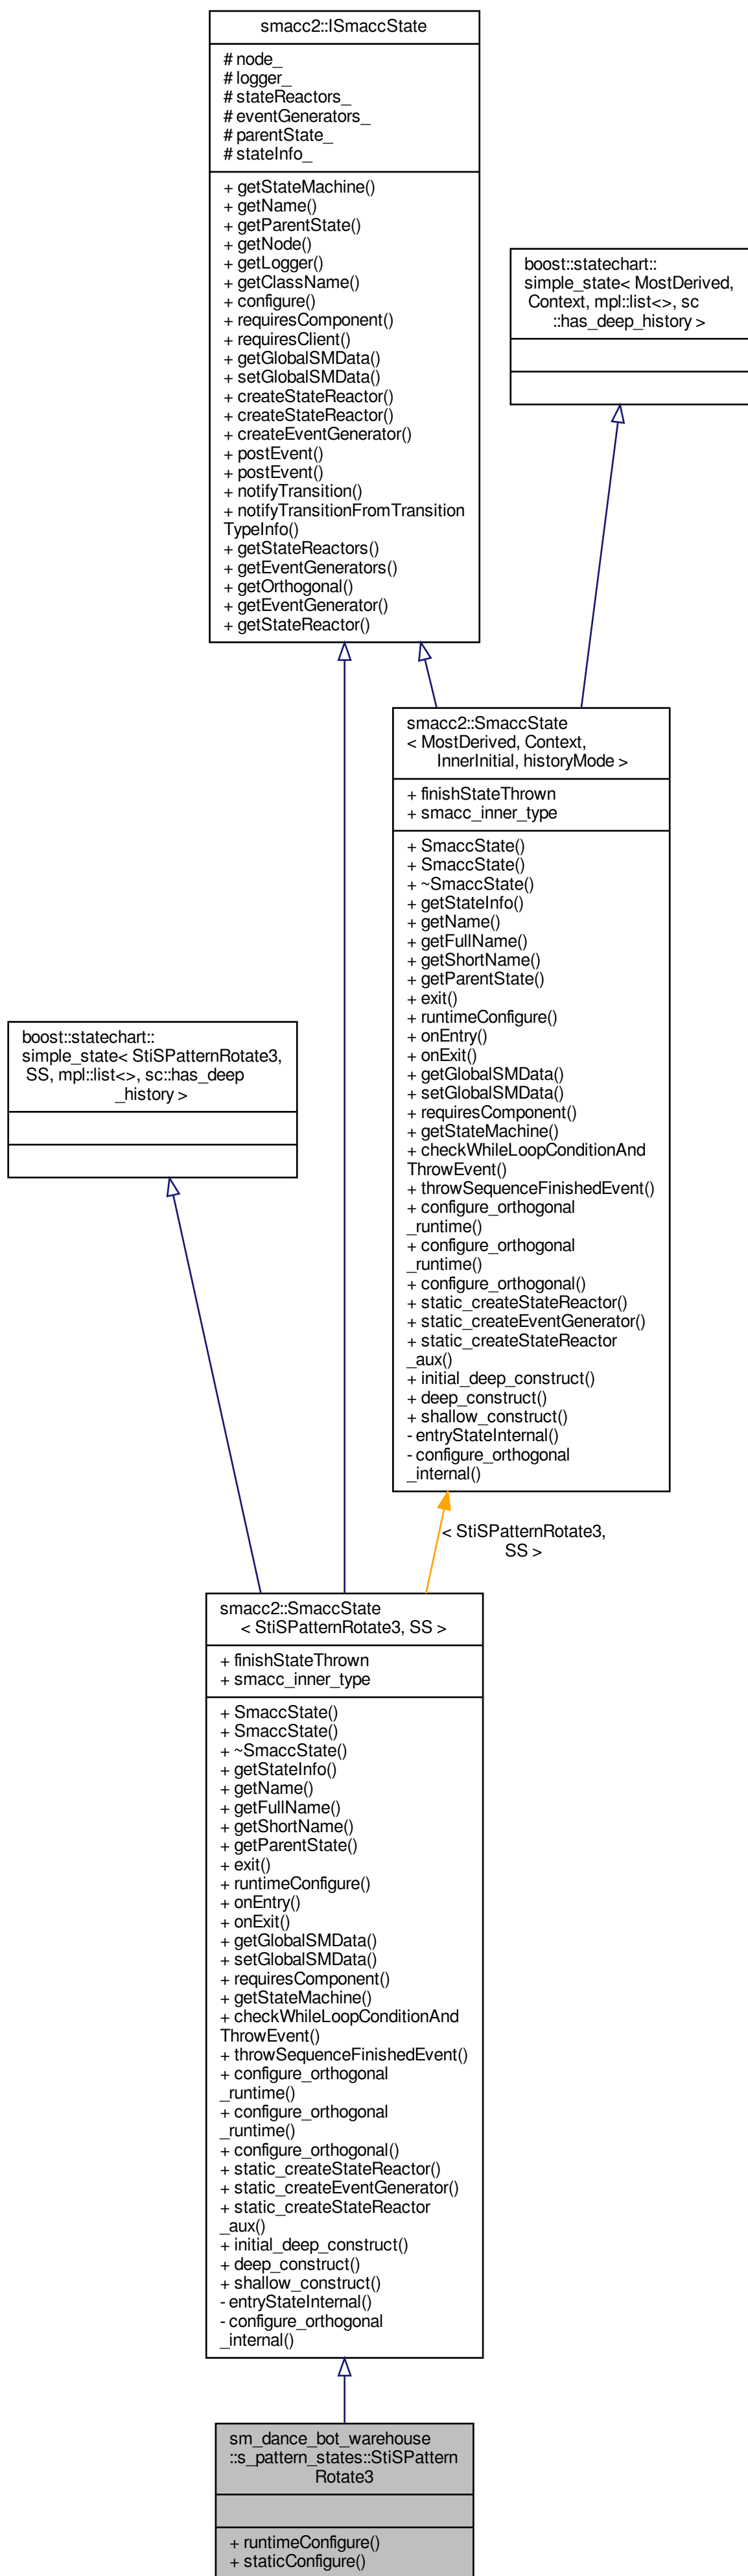 smacc2::ISmaccState
# node_
# logger_
# stateReactors_
# eventGenerators_
# parentState_
# stateInfo_
+ getStateMachine()
+ getName()
+ getParentState()
+ getNode()
+ getLogger()
+ getClassName()
+ configure()
+ requiresComponent()
+ requiresClient()
+ getGlobalSMData()
+ setGlobalSMData()
+ createStateReactor()
+ createStateReactor()
+ createEventGenerator()
+ postEvent()
+ postEvent()
+ notifyTransition()
+ notifyTransitionFromTransition
TypeInfo()
+ getStateReactors()
+ getEventGenerators()
+ getOrthogonal()
+ getEventGenerator()
+ getStateReactor()
boost::statechart::
simple_state< MostDerived,
Context, mpl::list<>, sc
::has_deep_history >
smacc2::SmaccState
< MostDerived, Context,
InnerInitial, historyMode >
+ finishStateThrown
+ smacc_inner_type
+ SmaccState()
+ SmaccState()
+ ~SmaccState()
+ getStateInfo()
+ getName()
+ getFullName()
+ getShortName()
+ getParentState()
+ exit()
+ runtimeConfigure()
+ onEntry()
+ onExit()
+ getGlobalSMData()
+ setGlobalSMData()
+ requiresComponent()
+ getStateMachine()
+ checkWhileLoopConditionAnd
ThrowEvent()
+ throwSequenceFinishedEvent()
+ configure_orthogonal
_runtime()
+ configure_orthogonal
_runtime()
+ configure_orthogonal()
+ static_createStateReactor()
+ static_createEventGenerator()
+ static_createStateReactor
_aux()
+ initial_deep_construct()
+ deep_construct()
+ shallow_construct()
- entryStateInternal()
- configure_orthogonal
_internal()
boost::statechart::
simple_state< StiSPatternRotate3,
SS, mpl::list<>, sc::has_deep
_history >
< StiSPatternRotate3,
SS >
smacc2::SmaccState
< StiSPatternRotate3, SS >
+ finishStateThrown
+ smacc_inner_type
+ SmaccState()
+ SmaccState()
+ ~SmaccState()
+ getStateInfo()
+ getName()
+ getFullName()
+ getShortName()
+ getParentState()
+ exit()
+ runtimeConfigure()
+ onEntry()
+ onExit()
+ getGlobalSMData()
+ setGlobalSMData()
+ requiresComponent()
+ getStateMachine()
+ checkWhileLoopConditionAnd
ThrowEvent()
+ throwSequenceFinishedEvent()
+ configure_orthogonal
_runtime()
+ configure_orthogonal
_runtime()
+ configure_orthogonal()
+ static_createStateReactor()
+ static_createEventGenerator()
+ static_createStateReactor
_aux()
+ initial_deep_construct()
+ deep_construct()
+ shallow_construct()
- entryStateInternal()
- configure_orthogonal
_internal()
sm_dance_bot_warehouse
::s_pattern_states::StiSPattern
Rotate3
+ runtimeConfigure()
+ staticConfigure()